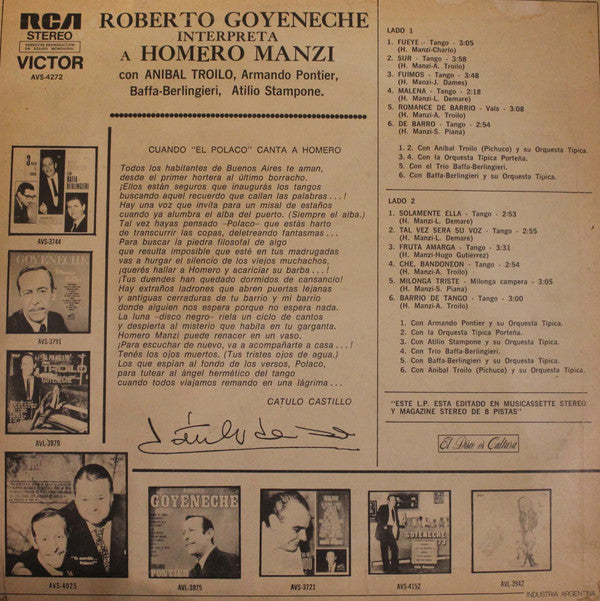 RCA
STEREO
PERFECTA REPRODUCCION
EN EQUIPO MONOAURAL
VICTOR
AVS-4272
ROBERTO GOYENECHE
INTERPRETA
A HOMERO MANZI
con ANIBAL TROILO, Armando Pontier,
Baffa-Berlingieri, Atilio Stampone.
CUANDO "EL POLACO" CANTA A HOMERO
Todos los habitantes de Buenos Aires te aman,
desde el primer hortera al último borracho.
¡Ellos están seguros que inaugurás los tangos
buscando aquel recuerdo que callan las palabras...!
Hay una voz que invita para un misal de estaños
cuando ya alumbra el alba del puerto. (Siempre el alba.)
Tal vez hayas pensado -Polaco- que estás harto
de transcurrir las copas, deletreando fantasmas...
Para buscar la piedra filosofal de algo
que resulta imposible que esté en tus madrugadas
vas a hurgar el silencio de los viejos muchachos,
¡querés hallar a Homero y acariciar su barba...!
¡Tus duendes han quedado dormidos de cansancio!
Hay extraños ladrones que abren puertas lejanas
y antiguas cerraduras de tu barrio y mi barrio
donde alguien nos espera porque no espera nada.
La luna -disco negro- riela un ciclo de cantos
y despierta al misterio que habita en tu garganta.
Homero Manzi puede renacer en un vaso.
¡Para escuchar de nuevo, va a acompañarte a casa...!
Tenés los ojos muertos, (Tus tristes ojos de agua.)
Los que espían al fondo de los versos, Polaco,
para tutear al ángel hermético del tango
cuando todos viajamos remando en una lágrima...
CATULO CASTILLO
LADO 1
1. FUEYE - Tango - 3:05
(H. Manzi-Charlo)
2. SUR - Tango - 3:58
(H. Manzi-A. Troilo)
3. FUIMOS - Tango - 3:48
(H. Manzi-J. Dames)
4. MALENA - Tango - 2:18
(H. Manzi-L. Demare)
5. ROMANCE DE BARRIO - Vals - 3:08
(H. Manzi-A. Troilo)
6. DE BARRO - Tango - 2:54
(H. Manzi-S. Piana)
1. 2. Con Anibal Troilo (Pichuco) y su Orquesta Típica.
3. 4. Con la Orquesta Típica Porteña.
5. Con el Trío Baffa-Berlingieri.
6. Con Baffa-Berlingieri y su Orquesta Típica.
LADO 2
1. SOLAMENTE ELLA - Tango - 2:53
(H. Manzi-L. Demare)
2. TAL VEZ SERA SU VOZ - Tango - 2:55
(H. Manzi-L. Demare)
3. FRUTA AMARGA - Tango - 3:31
(H. Manzi-Hugo Gutiérrez)
4. CHE, BANDONEON - Tango - 2:54
(H. Manzi-A. Troilo)
5. MILONGA TRISTE - Milonga campera - 3:05
(H. Manzi-S. Piana)
6. BARRIO DE TANGO - Tango - 3:00
(H. Manzi-A. Troilo)
1. Con Armando Pontier y su Orquesta Típica.
2. Con la Orquesta Típica Porteña.
3. Con Atilio Stampone y su Orquesta Típica.
4. Con Trío Baffa-Berlingieri.
5. Con Baffa-Berlingieri y su Orquesta Típica.
6. Con Anibal Troilo (Pichuco) y su Orquesta Típica.
"ESTE L.P. ESTA EDITADO EN MUSICASSETTE STEREO
Y MAGAZINE STEREO DE 8 PISTAS"
El Disco es Cultura
AVS-3744
GOYENECHE
AVS-3791
TROILO
GOYENECHE
AVL-3879
AVS-4025
ROBERTO
GOYENECHE
PONTIER
AVL-3875
AVS-3721
AVS-4152
AVL-3942
INDUSTRIA ARGENTINA